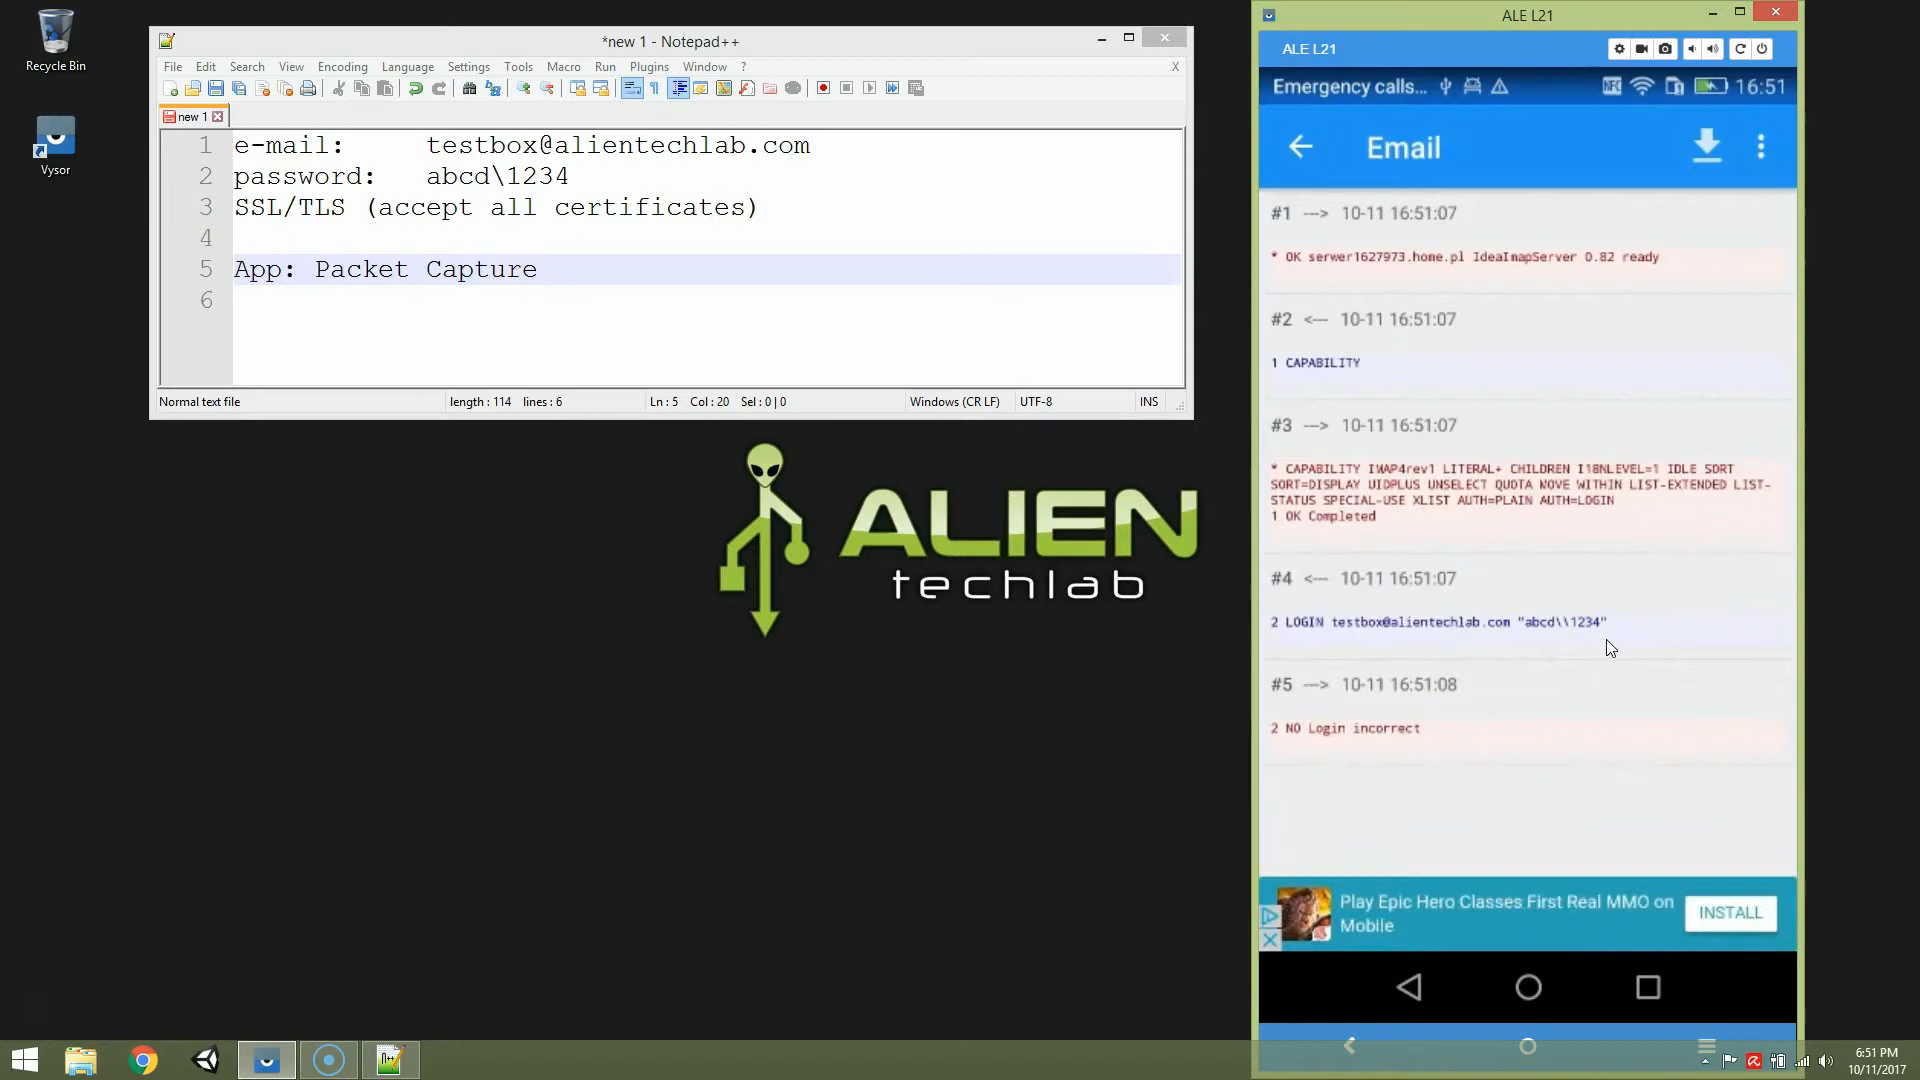 Recycle Bin
Vysor
*new 1 - Notepad++
File Edit Search View Encoding Language Settings Tools Macro Run Plugins Window ? X
new 1
1 e-mail: testbox@alientechlab.com
2 password: abcd\1234
3 SSL/TLS (accept all certificates)
4
5 App: Packet Capture
6
Normal text file length : 114 lines : 6 Ln : 5 Col : 20 Sel : 0 | 0 Windows (CR LF) UTF-8 INS
ALIEN
techlab
ALE L21
ALE L21
Emergency calls... 16:51
Email
#1 ---> 10-11 16:51:07
* OK serwer1627973.home.pl IdeaImapServer 0.82 ready
#2 <--- 10-11 16:51:07
1 CAPABILITY
#3 ---> 10-11 16:51:07
* CAPABILITY IMAP4rev1 LITERAL+ CHILDREN I18NLEVEL=1 IDLE SORT
SORT=DISPLAY UIDPLUS UNSELECT QUOTA MOVE WITHIN LIST-EXTENDED LIST-
STATUS SPECIAL-USE XLIST AUTH=PLAIN AUTH=LOGIN
1 OK Completed
#4 <--- 10-11 16:51:07
2 LOGIN testbox@alientechlab.com "abcd\\1234"
#5 ---> 10-11 16:51:08
2 NO Login incorrect
Play Epic Hero Classes First Real MMO on
Mobile
INSTALL
6:51 PM
10/11/2017